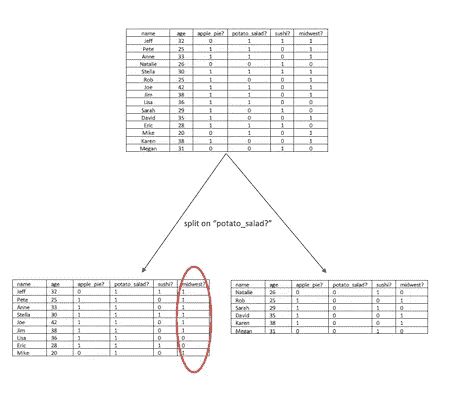 name age apple_pie? potato_salad? sushi? midwest?
Jeff 32 0 1 1 1
Pete 25 1 1 0 1
Anne 33 1 1 0 1
Natalie 26 0 0 1 0
Stella 30 1 1 1 1
Rob 25 1 0 0 1
Joe 42 1 1 0 1
Jim 38 1 1 0 1
Lisa 36 1 1 0 0
Sarah 29 1 0 1 0
David 35 1 0 0 1
Eric 28 1 1 1 0
Mike 20 0 1 0 1
Karen 38 1 0 0 1
Megan 31 0 0 1 0
split on “potato_salad?”
name age apple_pie? potato_salad? sushi? midwest?
Jeff 32 0 1 1 1
Pete 25 1 1 0 1
Anne 33 1 1 0 1
Stella 30 1 1 1 1
Joe 42 1 1 0 1
Jim 38 1 1 0 1
Lisa 36 1 1 0 0
Eric 28 1 1 1 0
Mike 20 0 1 0 1
name age apple_pie? potato_salad? sushi? midwest?
Natalie 26 0 0 1 0
Rob 25 1 0 0 1
Sarah 29 1 0 1 0
David 35 1 0 0 1
Karen 38 1 0 0 1
Megan 31 0 0 1 0